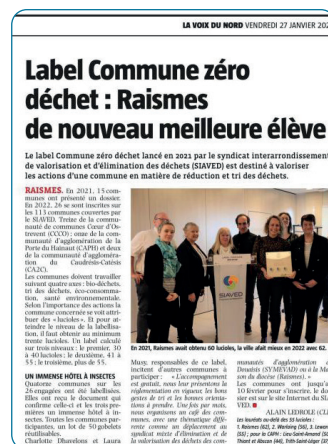 LA VOIX DU NORD VENDREDI 27 JANVIER
Label Commune zéro
déchet : Raismes
de nouveau meilleure élève
Le label Commune zéro déchet lancé en 2021 par le syndicat interarrondissement
de valorisation et d'élimination des déchets (SIAVED) est destiné à valoriser
les actions d'une commune en matière de réduction et tri des déchets.
RAISMES. En 2021, 15 com-
munes ont présenté un dossier.
En 2022, 26 se sont inscrites sur
les 113 communes couvertes par
le SIAVED. Treize de la commu-
nauté de communes Cœur d'Os-
trevent (CCCO) ; onze de la com-
munauté d'agglomération de la
Porte du Hainaut (CAPH) et deux
de la communauté d'aggloméra-
tion du Caudrésis-Catésis
(CA2C).
Les communes doivent travailler
suivant quatre axes : bio-déchets,
tri des déchets, éco-consomma-
tion, santé environnementale.
Selon l'importance des actions la
commune concernée se voit attri-
buer des « lucioles ». Et pour at-
teindre le niveau de la labellisa-
tion, il faut obtenir au minimum
trente lucioles. Un label calculé
sur trois niveaux : le premier, 30
à 40 lucioles ; le deuxième, 41 à
55 ; le troisième, plus de 55.
UN IMMENSE HÔTEL À INSECTES
Quatorze communes sur les
26 engagées ont été labellisées.
Elles ont reçu le document qui
confirme celle-ci et les trois pre-
mières un immense hôtel à in-
sectes. Toutes les communes par-
ticipantes, un lot de 50 gobelets
réutilisables.
Charlotte Dhavelons et Laura
SIAVED
En 2021, Raismes avait obtenu 60 lucioles, la ville fait mieux en 2022 avec 62.
Musy, responsables de ce label,
incitent d'autres communes à
participer : « L'accompagnement
est gratuit, nous leur présentons la
réglementation en vigueur, les bons
gestes de tri et les bonnes orienta-
tions à prendre. Une fois par mois,
nous organisons un café des com-
munes, avec une thématique diffé-
rente comme un déplacement au
syndicat mixte d'élimination et de
la valorisation des déchets des com-
munautés d'agglomération
Douaisis (SYMEVAD) ou à la Mai-
son du diocèse (Raismes). »
Les communes ont jusqu'
10 février pour s'inscrire, le dos-
sier est sur le site Internet du SIA-
VED.
ALAIN LEDROLE (CLP)